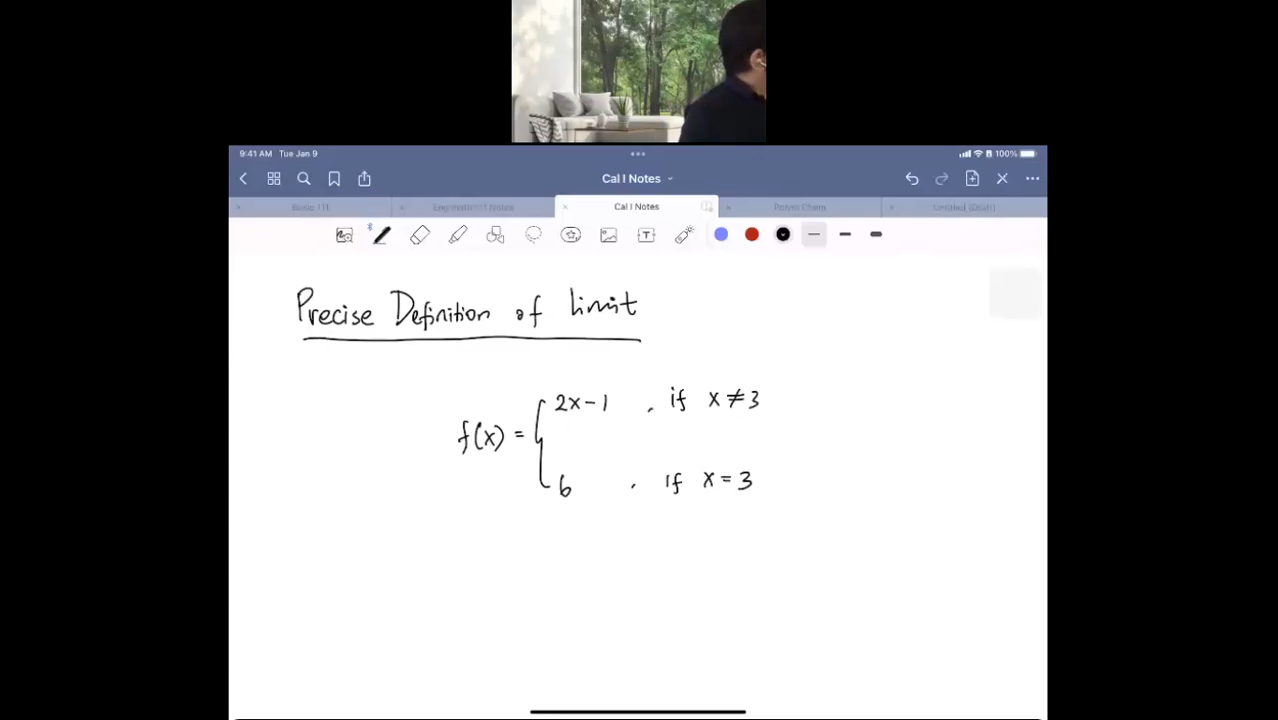 9:41 AM Tue Jan 9
100%
Cal I Notes
Cal I Notes
T
Precise Definition of limit
f(x) = { 2x-1 , if x≠3
6 , if x = 3